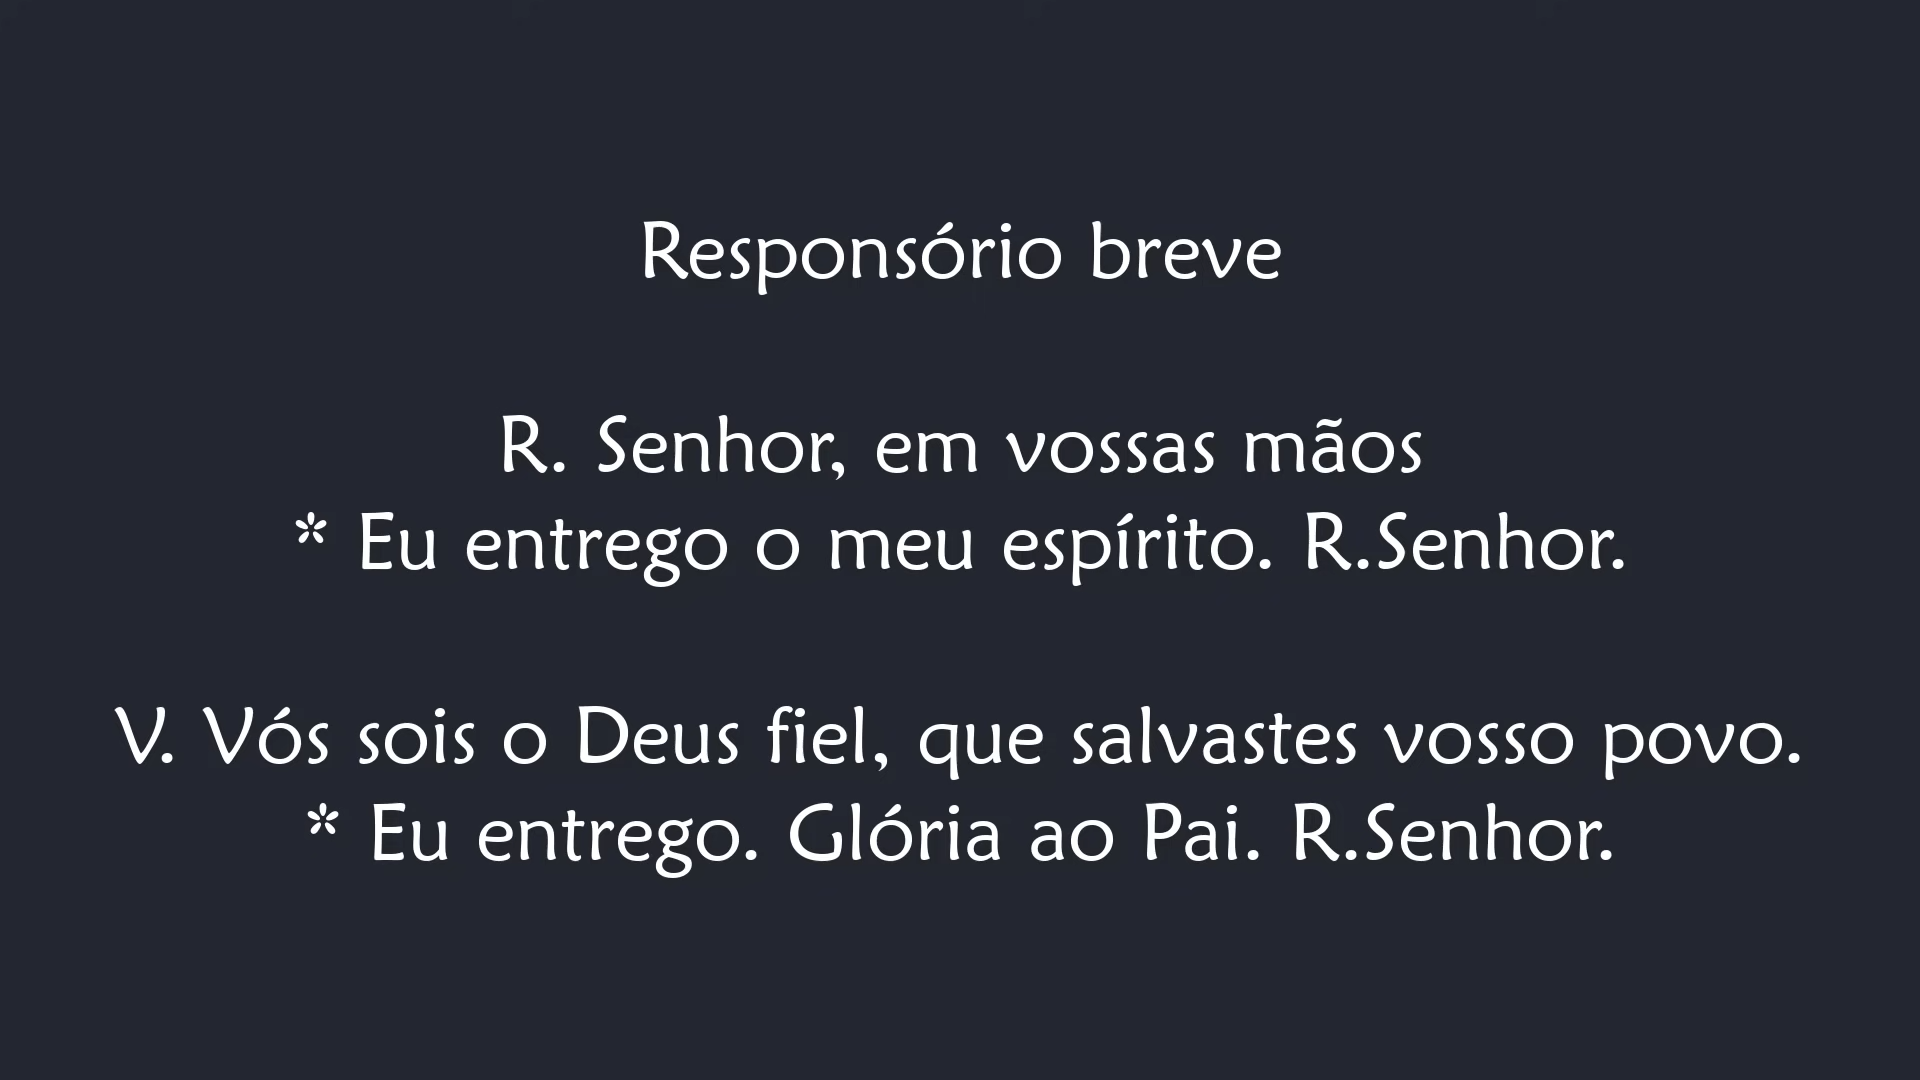 Responsório breve
R. Senhor, em vossas mãos
* Eu entrego o meu espírito. R.Senhor.
V. Vós sois o Deus fiel, que salvastes vosso povo.
* Eu entrego. Glória ao Pai. R.Senhor.